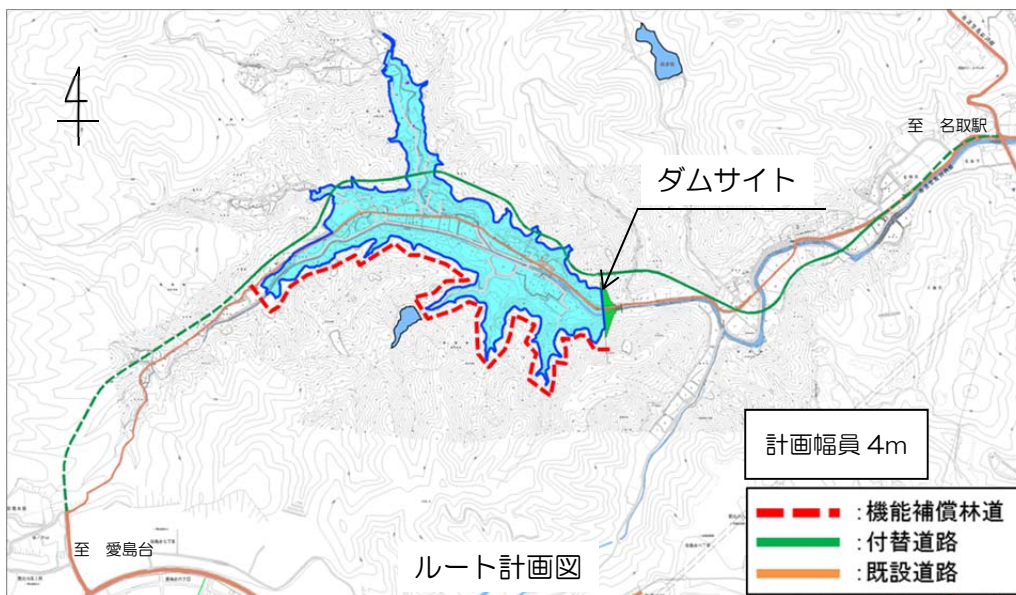 至 名取駅
ダムサイト
計画幅員 4m
:機能補償林道
:付替道路
:既設道路
至 愛島台
ルート計画図